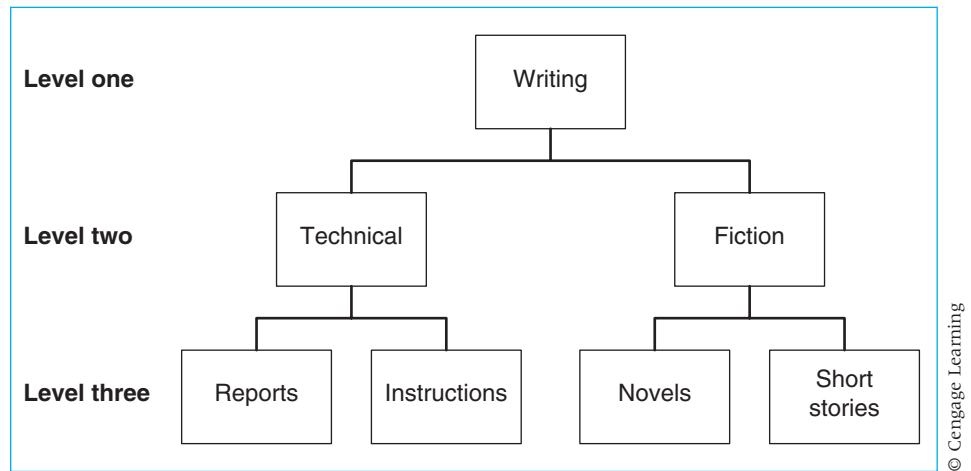 Level one
Writing
Level two
Technical
Fiction
Level three
Reports
Instructions
Novels
Short
stories
© Cengage Learning